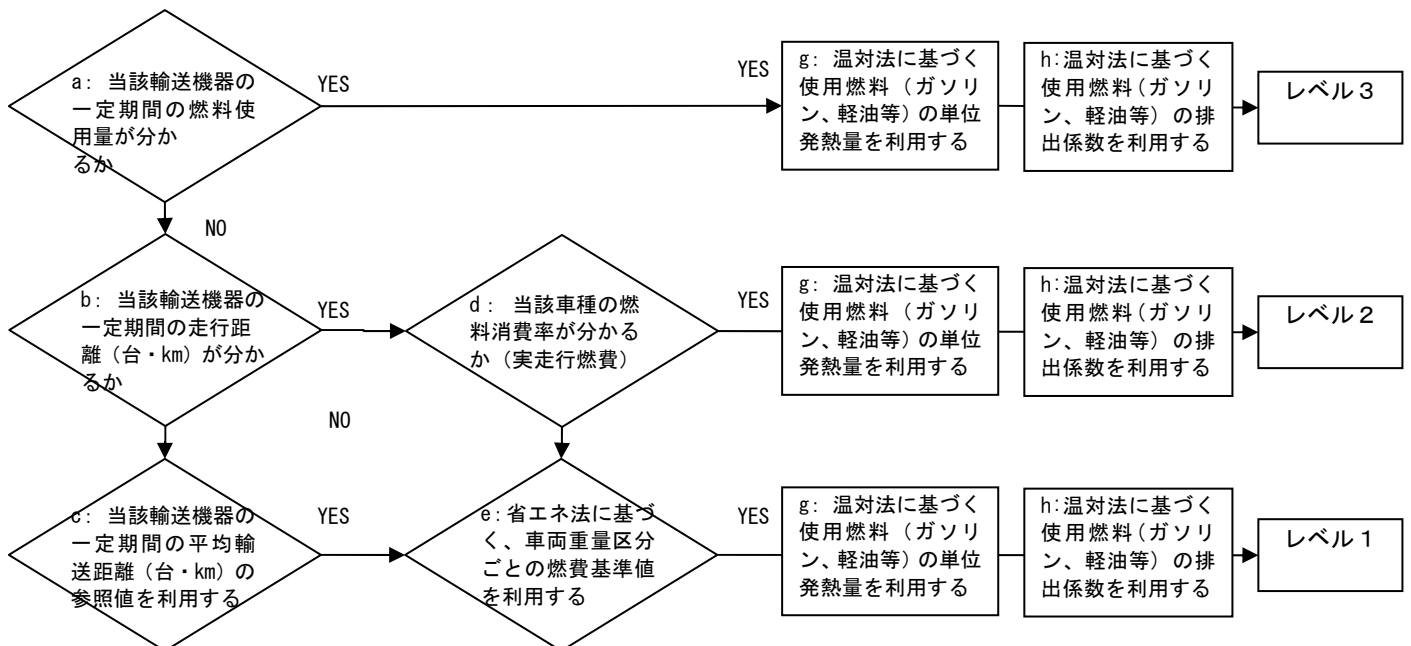 a: 当該輸送機器の
一定期間の燃料使
用量が分か
るか
YES
YES
g: 温対法に基づく
使用燃料（ガソリ
ン、軽油等）の単位
発熱量を利用する
h:温対法に基づく
使用燃料（ガソリ
ン、軽油等）の排
出係数を利用する
レベル３
NO
b: 当該輸送機器の
一定期間の走行距
離（台・km）が分か
るか
YES
d: 当該車種の燃
料消費率が分かる
か（実走行燃費）
YES
g: 温対法に基づく
使用燃料（ガソリ
ン、軽油等）の単位
発熱量を利用する
h:温対法に基づく
使用燃料（ガソリ
ン、軽油等）の排
出係数を利用する
レベル２
NO
c: 当該輸送機器の
一定期間の平均輸
送距離（台・km）の
参照値を利用する
YES
e:省エネ法に基づ
く、車両重量区分
ごとの燃費基準値
を利用する
YES
g: 温対法に基づく
使用燃料（ガソリ
ン、軽油等）の単位
発熱量を利用する
h:温対法に基づく
使用燃料（ガソリ
ン、軽油等）の排
出係数を利用する
レベル１